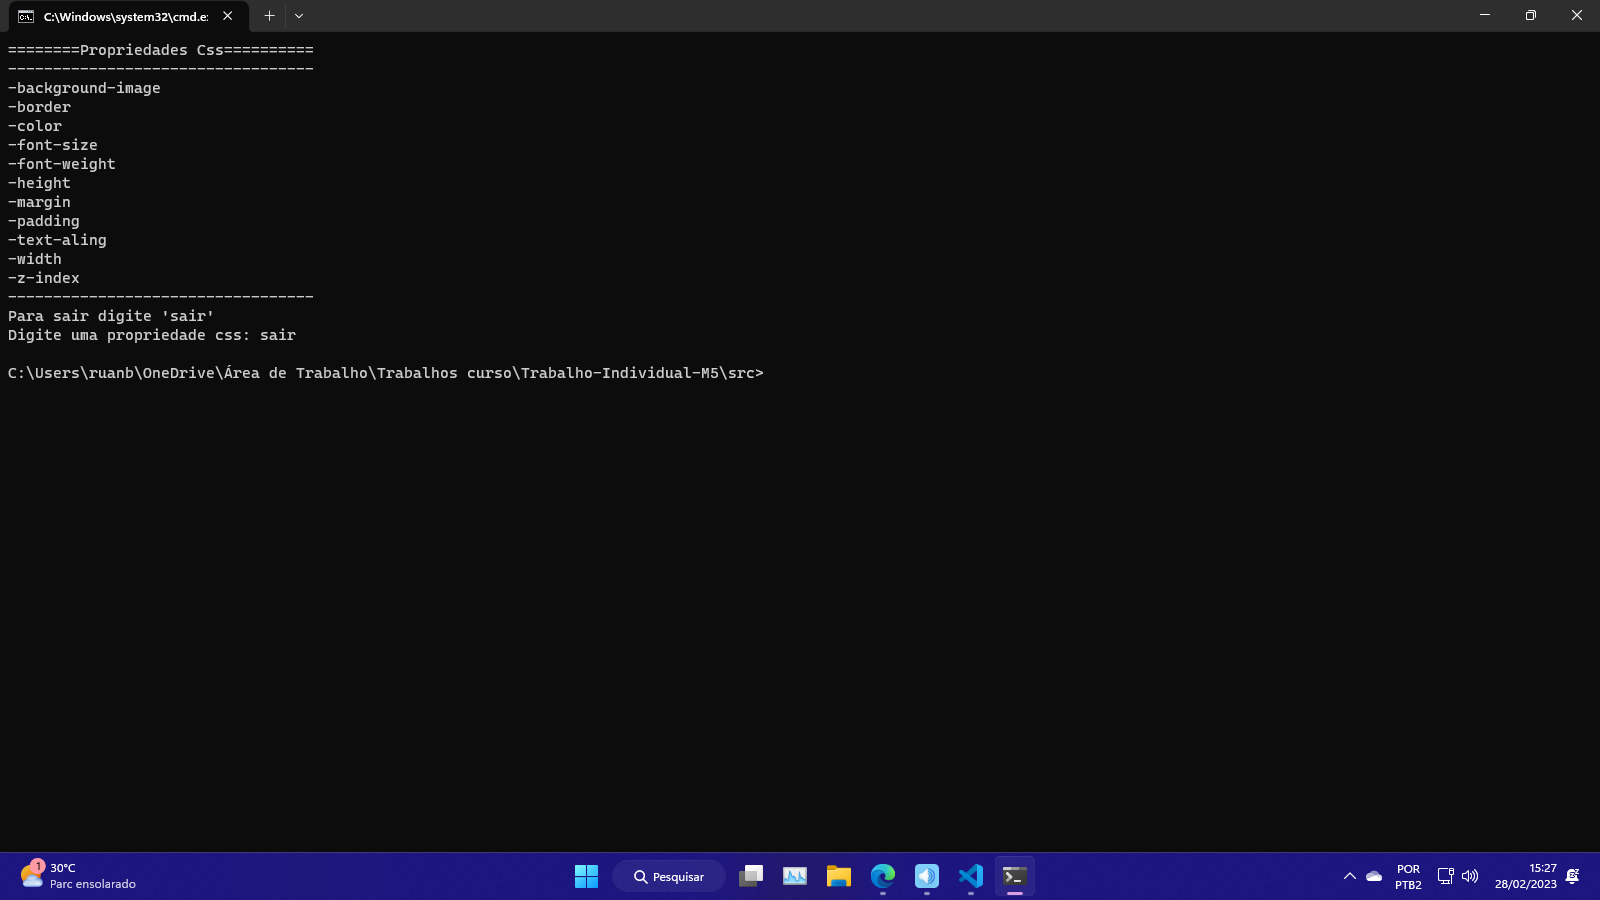 C:\Windows\system32\cmd.e:
========Propriedades Css==========
----------------------------------
-background-image
-border
-color
-font-size
-font-weight
-height
-margin
-padding
-text-aling
-width
-z-index
----------------------------------
Para sair digite 'sair'
Digite uma propriedade css: sair
C:\Users\ruanb\OneDrive\Área de Trabalho\Trabalhos curso\Trabalho-Individual-M5\src>
1
30°C
Parc ensolarado
Pesquisar
POR
PTB2
15:27
28/02/2023